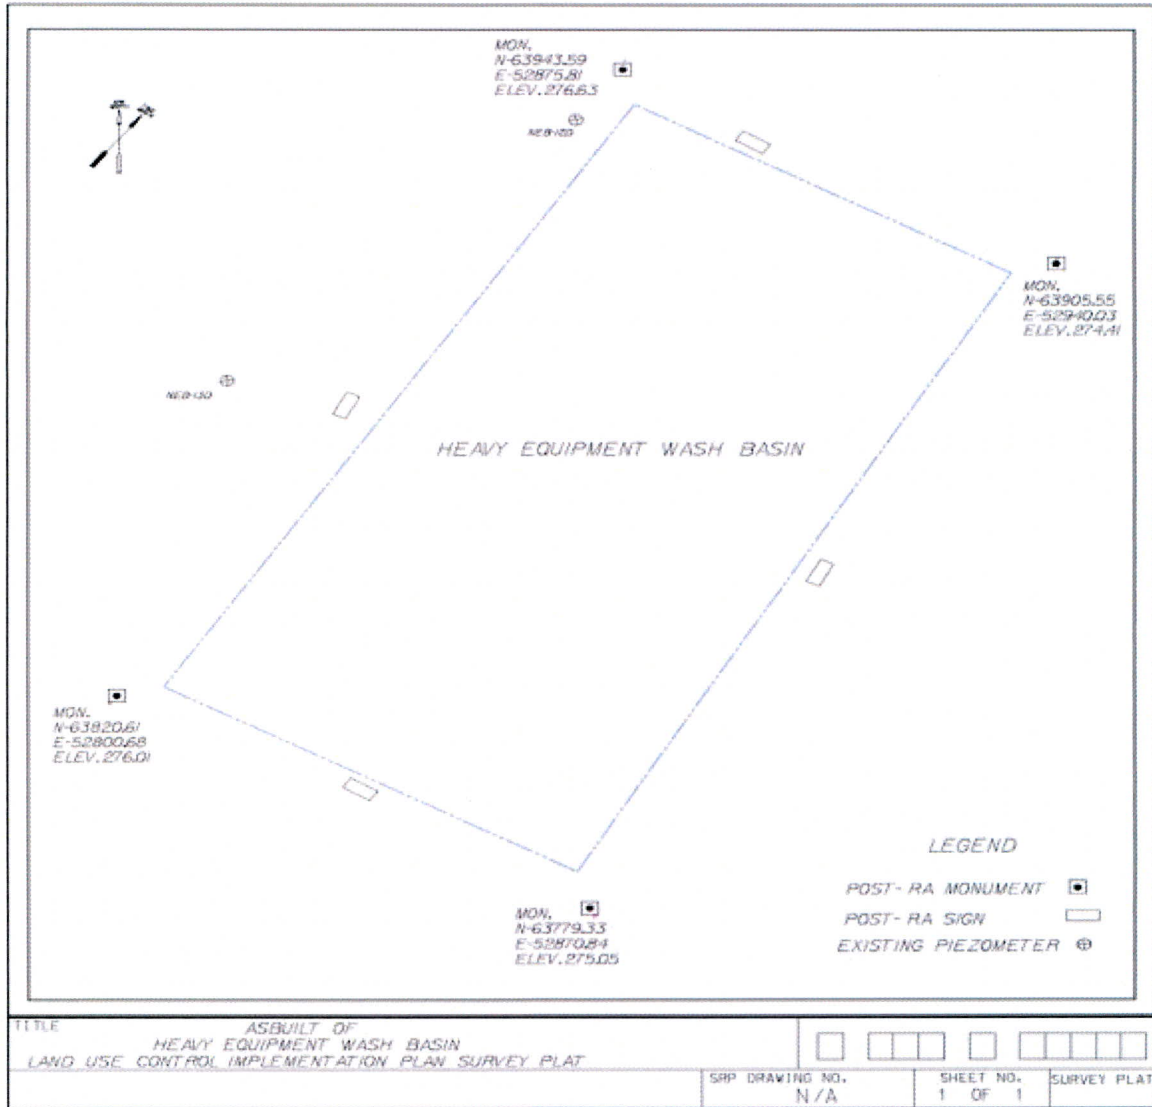 MON.
N-63943.59
E-52875.81
ELEV. 276.63
NEB-12D
MON.
N-63905.55
E-52940.03
ELEV. 274.41
NEB-13D
HEAVY EQUIPMENT WASH BASIN
MON.
N-63820.61
E-52800.68
ELEV. 276.01
MON.
N-63779.33
E-52870.84
ELEV. 275.05
LEGEND
POST-RA MONUMENT
POST-RA SIGN
EXISTING PIEZOMETER
TITLE
ASBUILT OF
HEAVY EQUIPMENT WASH BASIN
LAND USE CONTROL IMPLEMENTATION PLAN SURVEY PLAT
SRP DRAWING NO.
N/A
SHEET NO.
1 OF 1
SURVEY PLAT